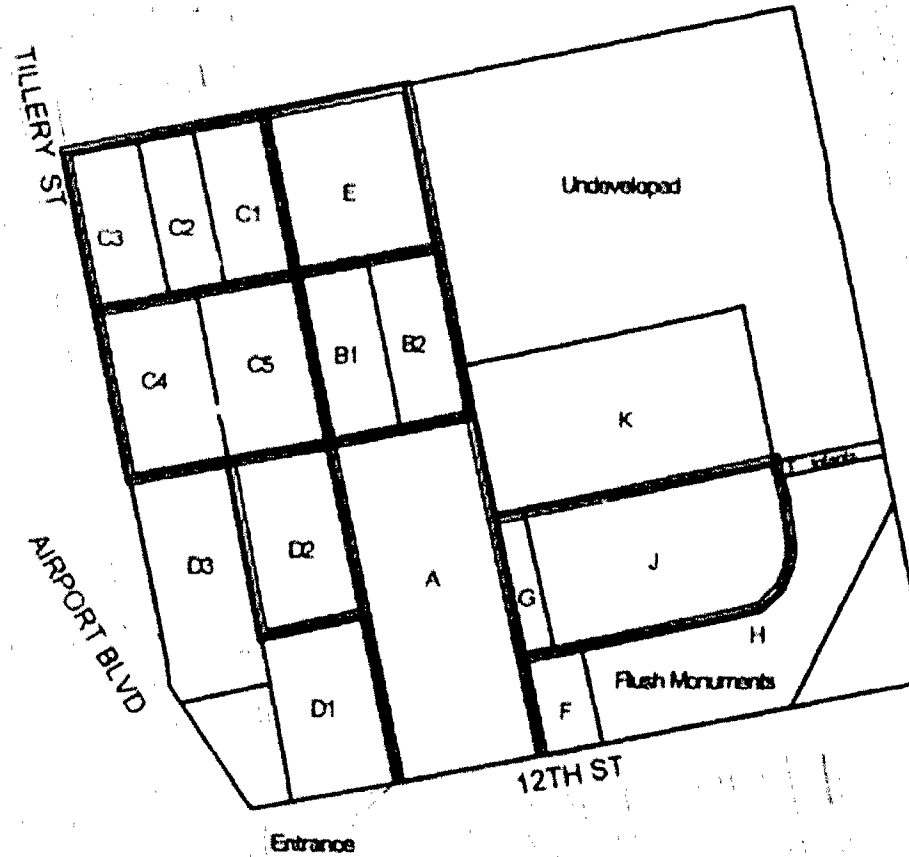 TILLERY ST
Undeveloped
E
C1
C2
C3
B2
B1
C5
C4
K
T Infants
D2
D3
A
J
G
H
Flush Monuments
F
D1
AIRPORT BLVD
12TH ST
Entrance